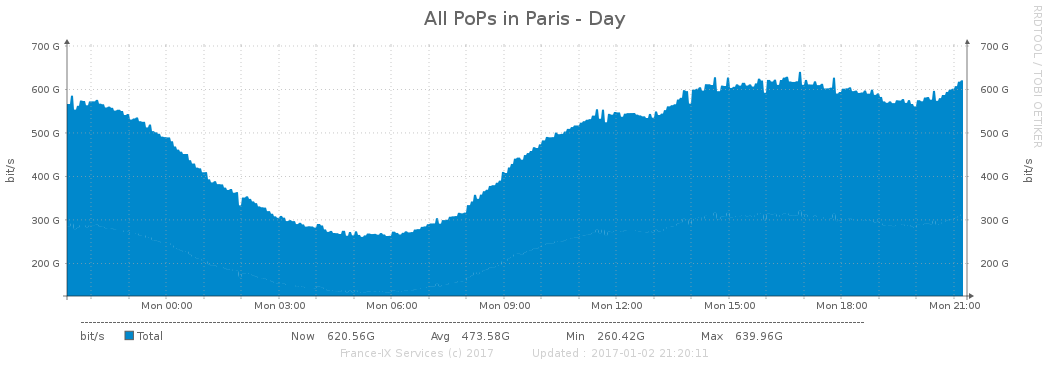 All PoPs in Paris - Day
RRDTOOL / TOBI OETIKER
700 G 700 G
600 G 600 G
500 G 500 G
400 G 400 G
300 G 300 G
200 G 200 G
bit/s bit/s
Mon 00:00 Mon 03:00 Mon 06:00 Mon 09:00 Mon 12:00 Mon 15:00 Mon 18:00 Mon 21:00
bit/s Total Now 620.56G Avg 473.58G Min 260.42G Max 639.96G
France-IX Services (c) 2017 Updated : 2017-01-02 21:20:11